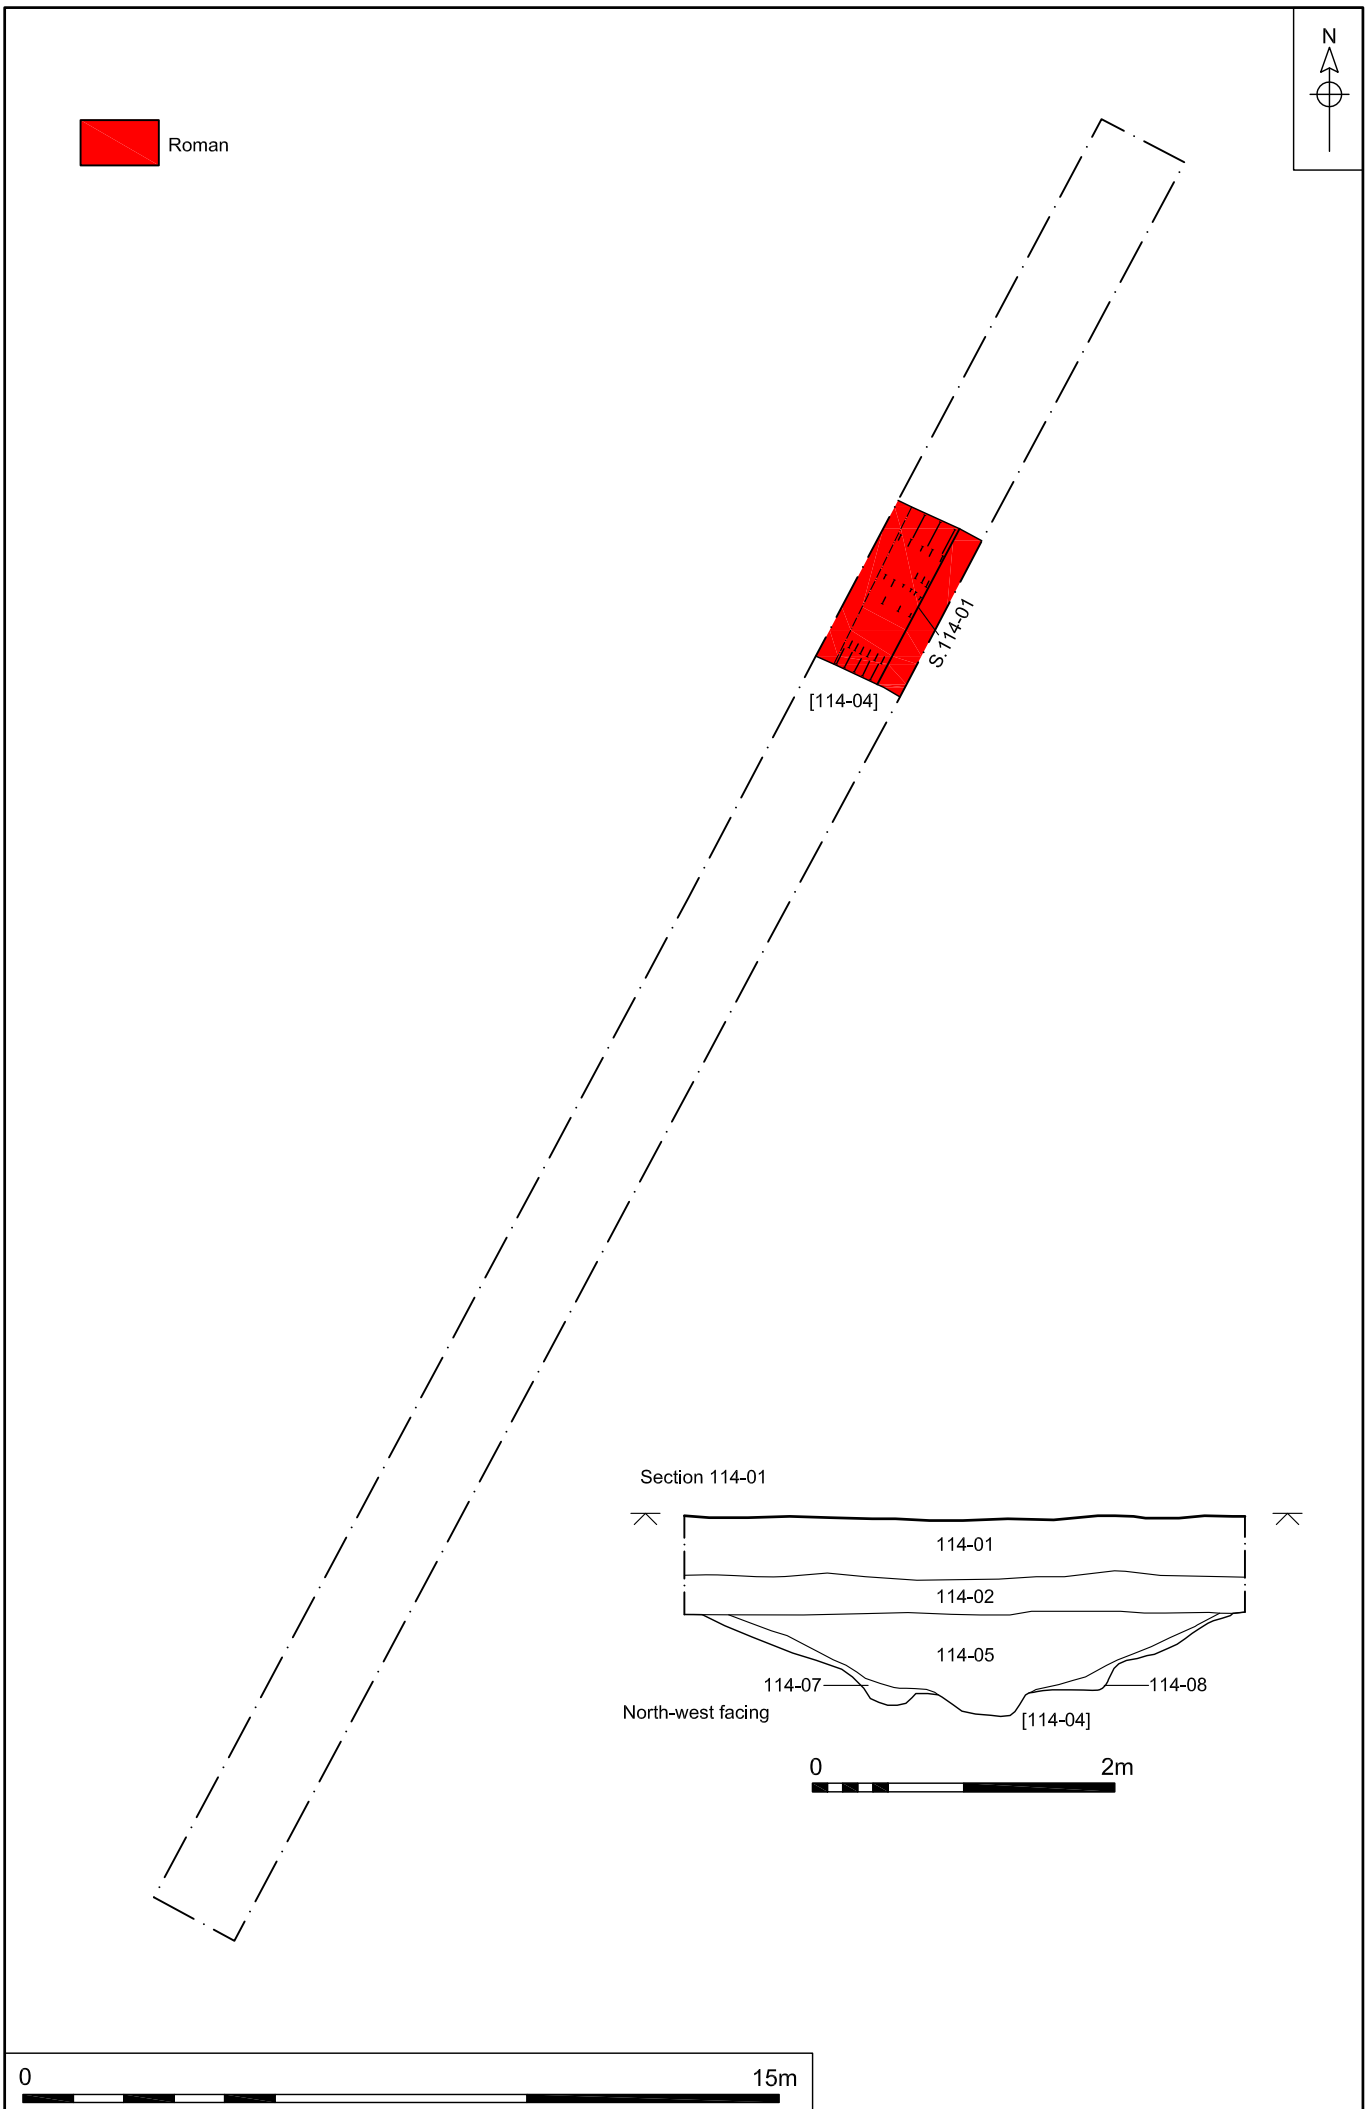 N
Roman
S.114-01
[114-04]
Section 114-01
114-01
114-02
114-05
114-07
114-08
North-west facing
[114-04]
0 2m
0 15m